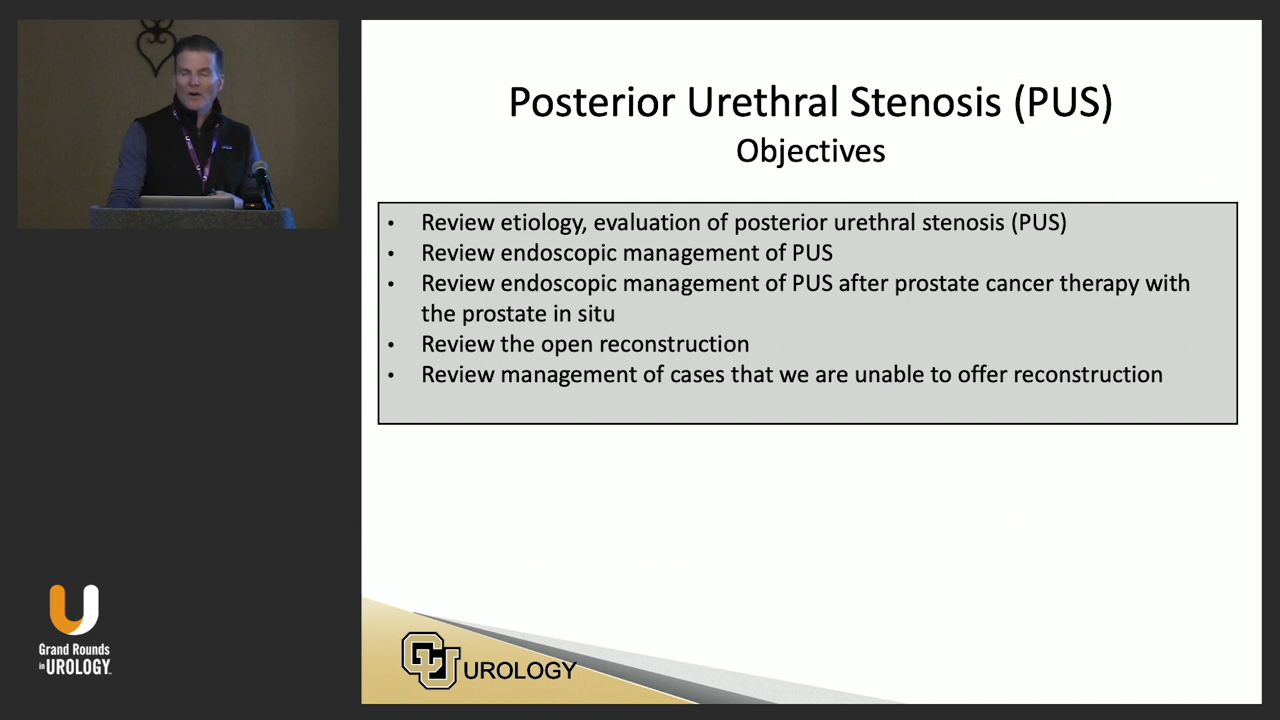 Posterior Urethral Stenosis (PUS)
Objectives
• Review etiology, evaluation of posterior urethral stenosis (PUS)
• Review endoscopic management of PUS
• Review endoscopic management of PUS after prostate cancer therapy with
the prostate in situ
• Review the open reconstruction
• Review management of cases that we are unable to offer reconstruction
Grand Rounds
in UROLOGY
CU UROLOGY